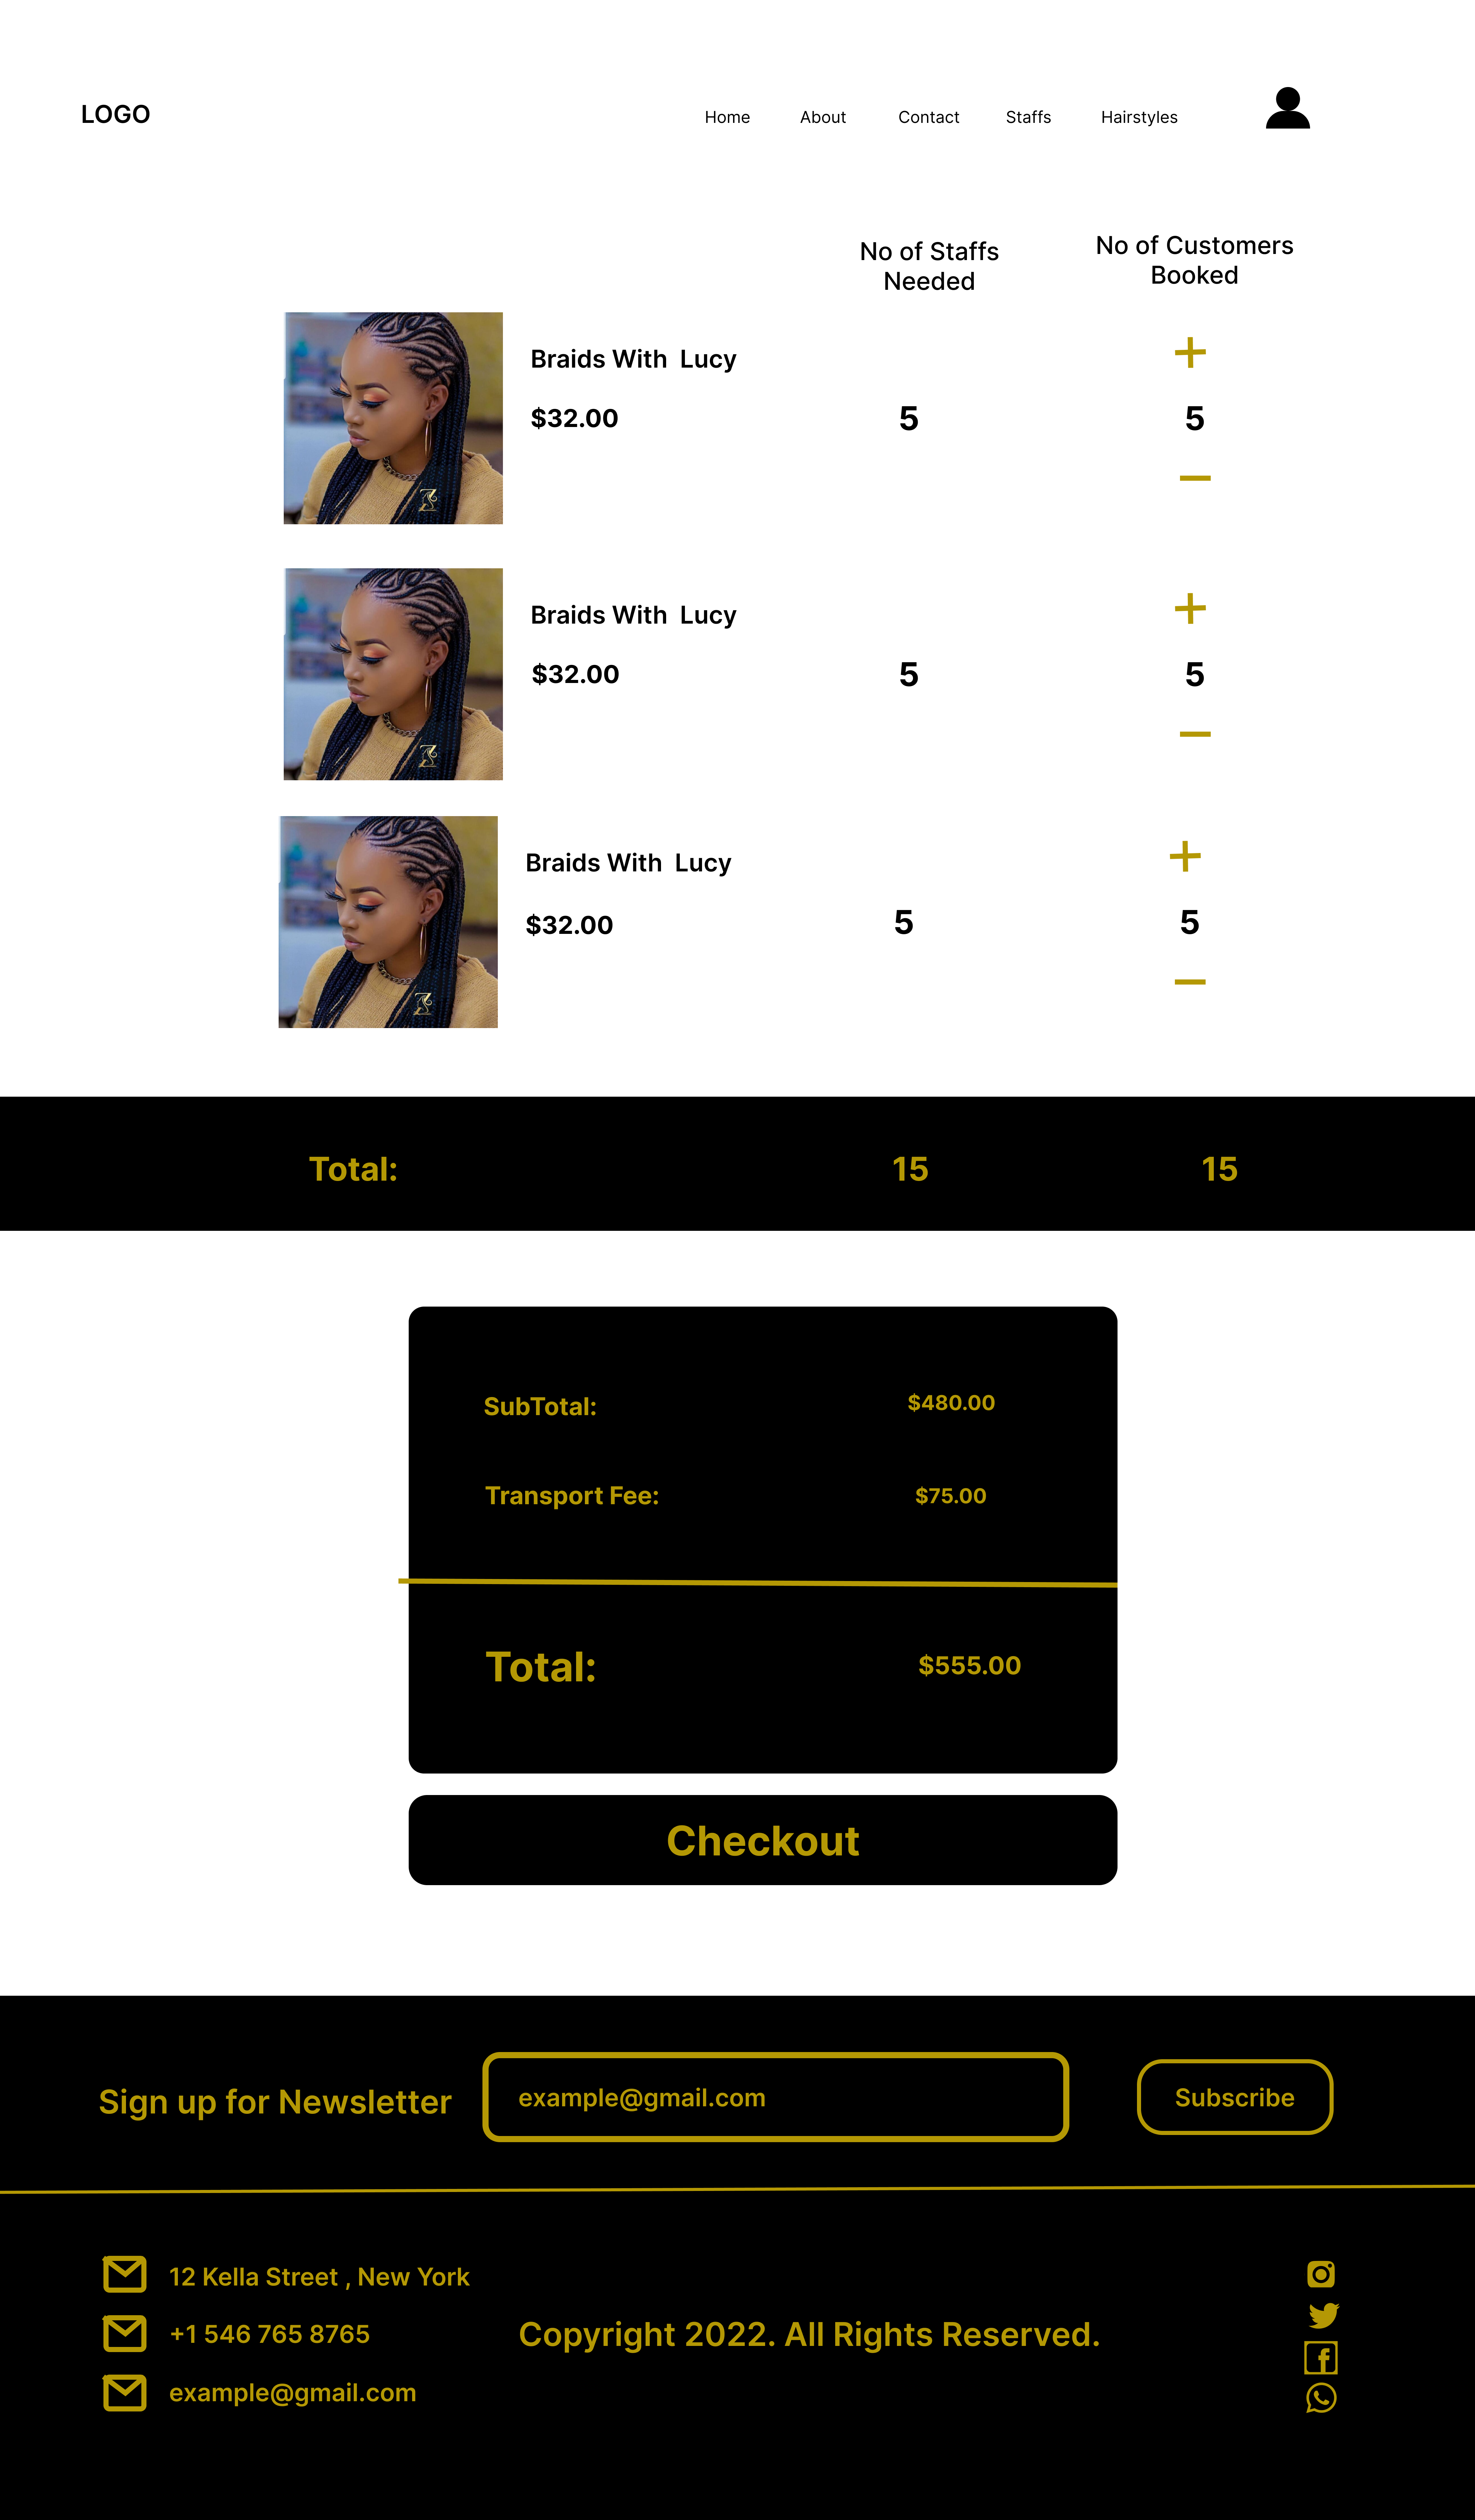 LOGO
Home About Contact Staffs Hairstyles
No of Staffs
Needed
No of Customers
Booked
Braids With Lucy
$32.00
5
+
5
−
Braids With Lucy
$32.00
5
+
5
−
Braids With Lucy
$32.00
5
+
5
−
Total: 15 15
SubTotal: $480.00
Transport Fee: $75.00
Total: $555.00
Checkout
Sign up for Newsletter
example@gmail.com
Subscribe
12 Kella Street , New York
+1 546 765 8765
example@gmail.com
Copyright 2022. All Rights Reserved.